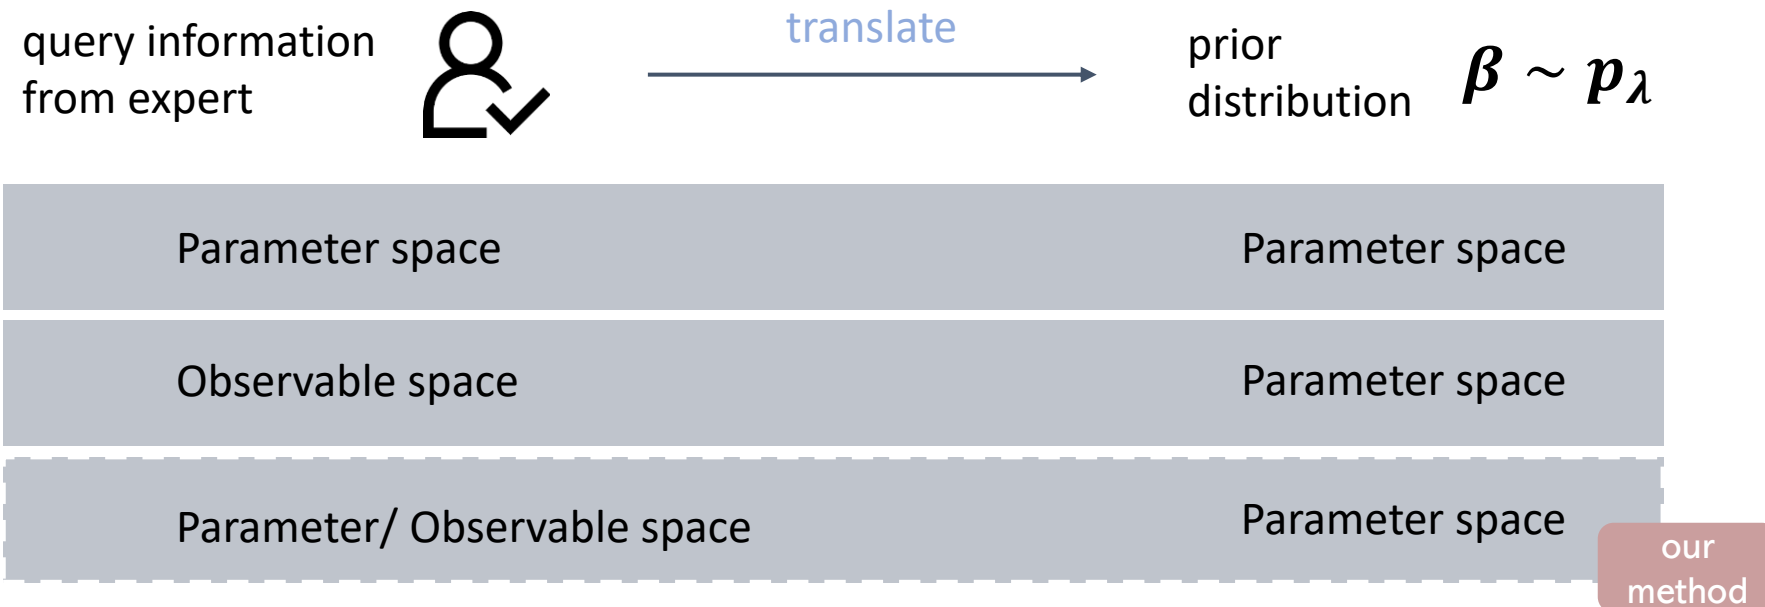 query information
from expert
translate
prior
distribution
β ~ p_λ
Parameter space
Parameter space
Observable space
Parameter space
Parameter/ Observable space
Parameter space
our
method